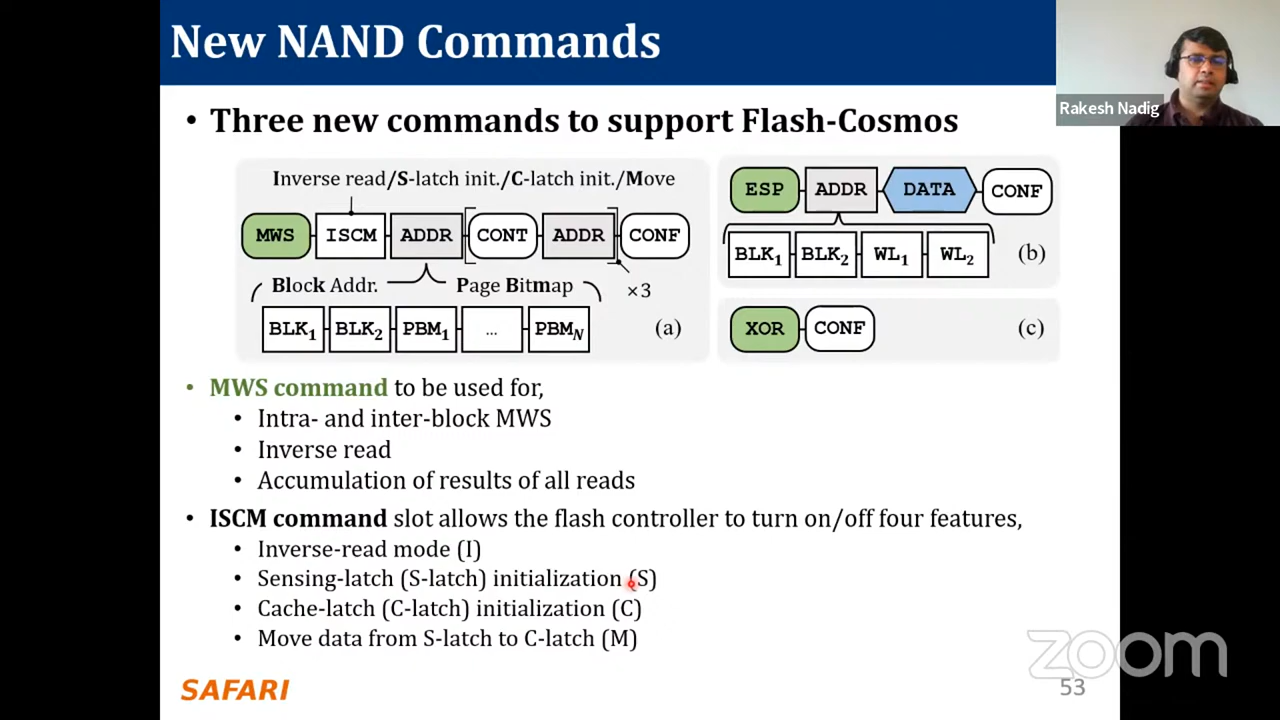 New NAND Commands
Rakesh Nadig
• Three new commands to support Flash-Cosmos
Inverse read/S-latch init./C-latch init./Move
MWS ISCM ADDR CONT ADDR CONF
Block Addr. Page Bitmap ×3
BLK1 BLK2 PBM1 ... PBMN (a)
ESP ADDR DATA CONF
BLK1 BLK2 WL1 WL2 (b)
XOR CONF (c)
• MWS command to be used for,
• Intra- and inter-block MWS
• Inverse read
• Accumulation of results of all reads
• ISCM command slot allows the flash controller to turn on/off four features,
• Inverse-read mode (I)
• Sensing-latch (S-latch) initialization (S)
• Cache-latch (C-latch) initialization (C)
• Move data from S-latch to C-latch (M)
SAFARI
zoom
53